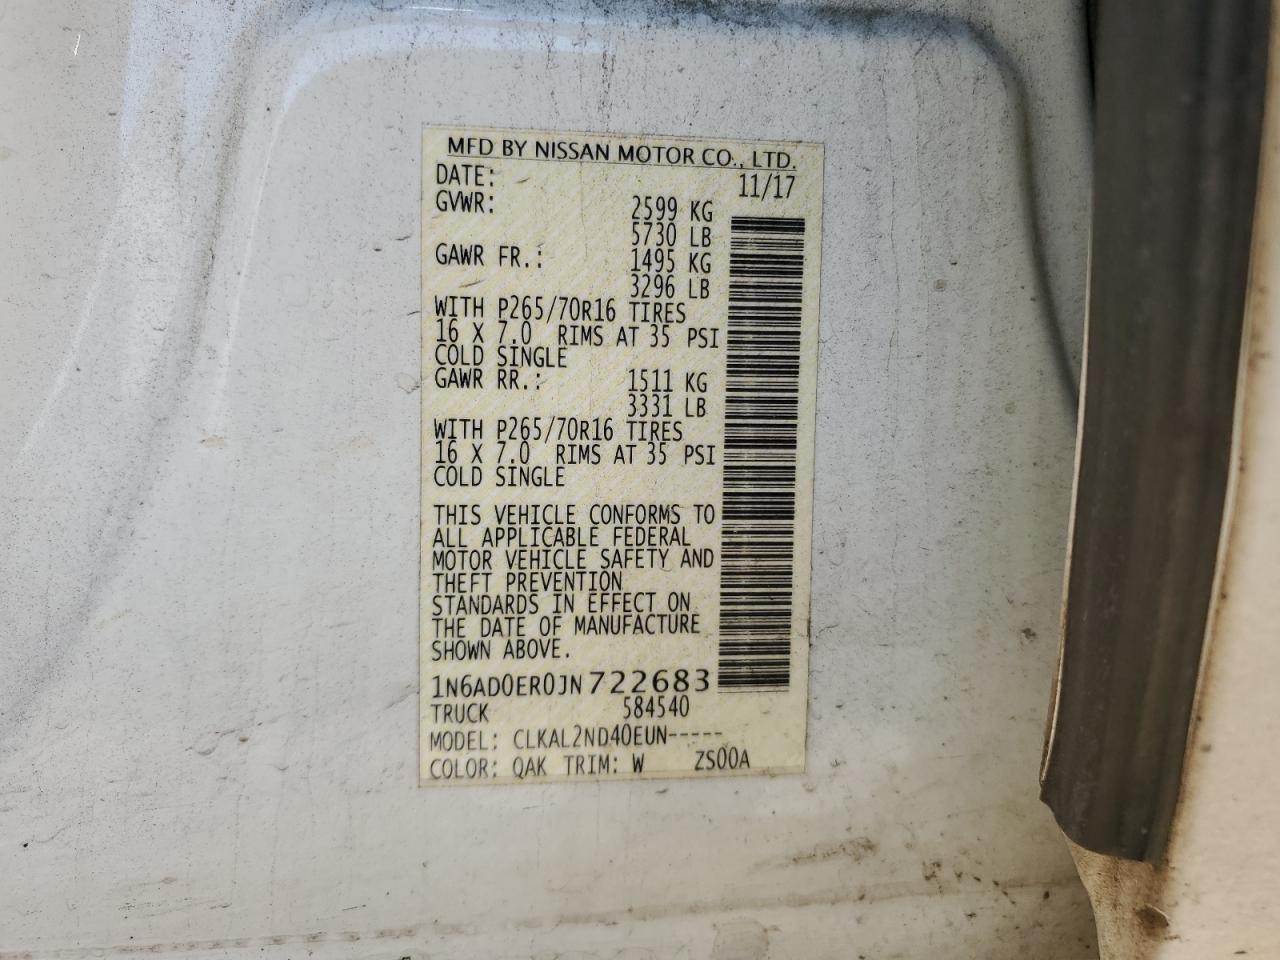 MFD BY NISSAN MOTOR CO., LTD.
DATE: 11/17
GVWR: 2599 KG
5730 LB
GAWR FR.: 1495 KG
3296 LB
WITH P265/70R16 TIRES
16 X 7.0 RIMS AT 35 PSI
COLD SINGLE
GAWR RR.: 1511 KG
3331 LB
WITH P265/70R16 TIRES
16 X 7.0 RIMS AT 35 PSI
COLD SINGLE
THIS VEHICLE CONFORMS TO
ALL APPLICABLE FEDERAL
MOTOR VEHICLE SAFETY AND
THEFT PREVENTION
STANDARDS IN EFFECT ON
THE DATE OF MANUFACTURE
SHOWN ABOVE.
1N6AD0ER0JN722683
TRUCK 584540
MODEL: CLKAL2ND40EUN-----
COLOR: QAK TRIM: W ZS00A